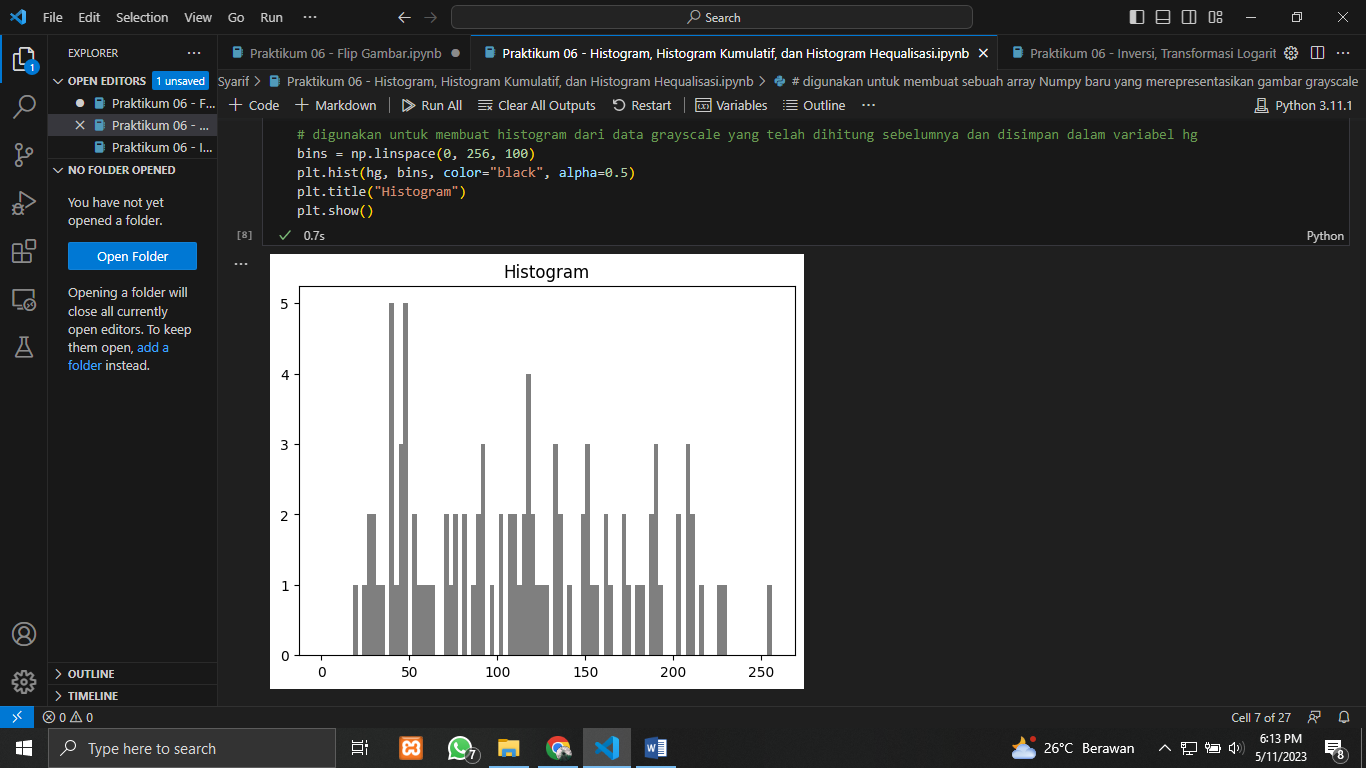 File Edit Selection View Go Run ··· Search
EXPLORER ···
OPEN EDITORS 1 unsaved
Praktikum 06 - F...
Praktikum 06 - ...
Praktikum 06 - I...
NO FOLDER OPENED
You have not yet
opened a folder.
Open Folder
Opening a folder will
close all currently
open editors. To keep
them open, add a
folder instead.
OUTLINE
TIMELINE
Praktikum 06 - Flip Gambar.ipynb
Praktikum 06 - Histogram, Histogram Kumulatif, dan Histogram Hequalisasi.ipynb
Praktikum 06 - Inversi, Transformasi Logarit
Syarif > Praktikum 06 - Histogram, Histogram Kumulatif, dan Histogram Hequalisasi.ipynb > # digunakan untuk membuat sebuah array Numpy baru yang merepresentasikan gambar grayscale
+ Code + Markdown Run All Clear All Outputs Restart Variables Outline ··· Python 3.11.1
# digunakan untuk membuat histogram dari data grayscale yang telah dihitung sebelumnya dan disimpan dalam variabel hg
bins = np.linspace(0, 256, 100)
plt.hist(hg, bins, color="black", alpha=0.5)
plt.title("Histogram")
plt.show()
[8] 0.7s Python
···
Histogram
5
4
3
2
1
0
0 50 100 150 200 250
0 0 Cell 7 of 27
Type here to search 7 26°C Berawan 6:13 PM
5/11/2023 8